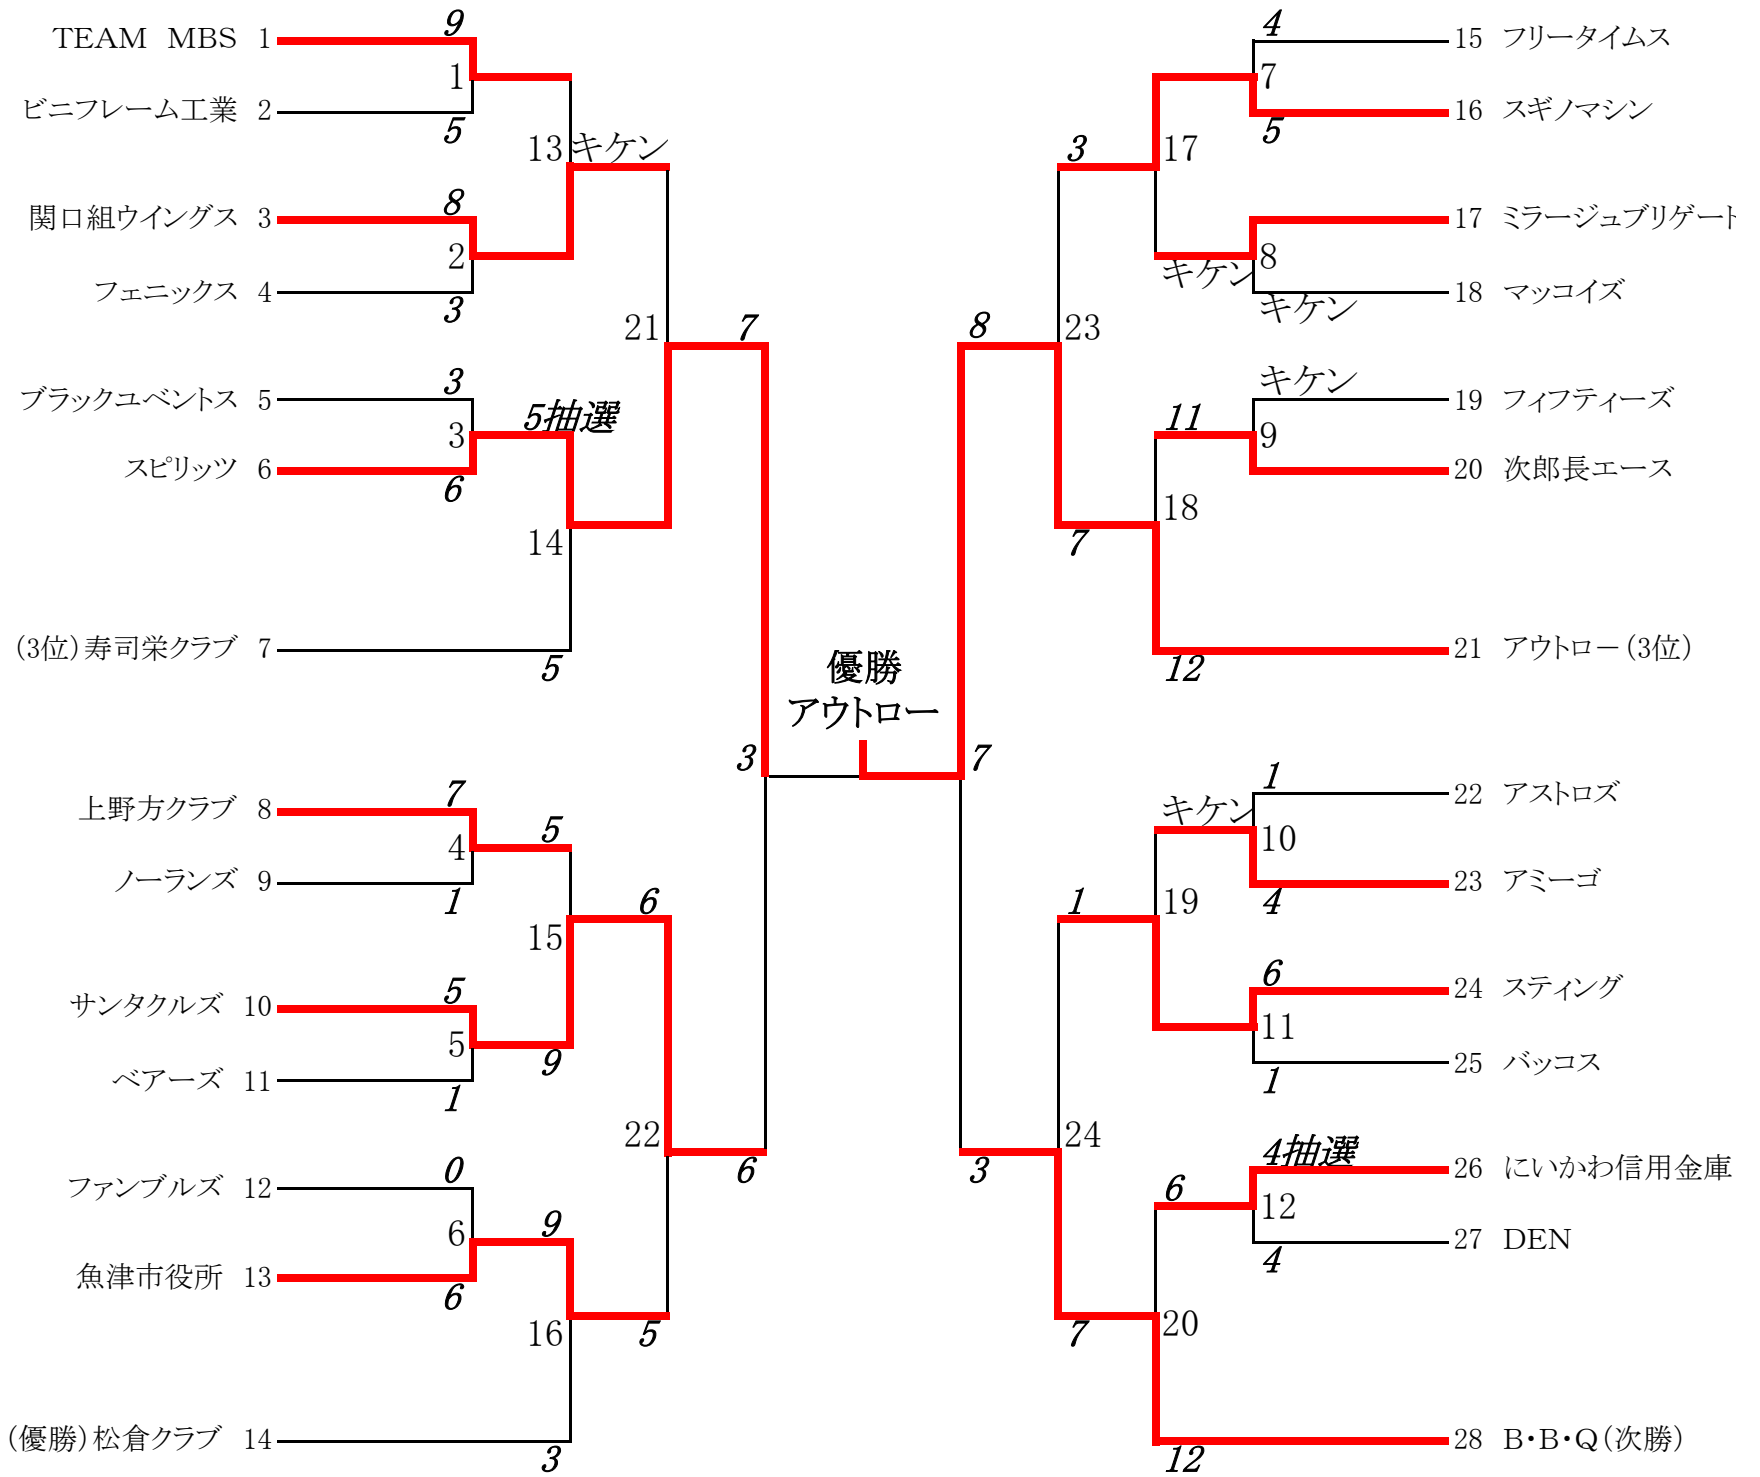 TEAM　MBS 1
9
1
ビニフレーム工業 2
5
13
キケン
関口組ウイングス 3
8
2
フェニックス 4
3
21
7
ブラックユベントス 5
3
3
5抽選
スピリッツ 6
6
14
(3位)寿司栄クラブ 7
5
3
上野方クラブ 8
7
4
5
ノーランズ 9
1
15
6
サンタクルズ 10
5
5
9
ベアーズ 11
1
22
6
ファンブルズ 12
0
6
9
魚津市役所 13
6
16
5
(優勝)松倉クラブ 14
3
優勝
アウトロー
4
15 フリータイムス
7
16 スギノマシン
5
3
17
17 ミラージュブリゲート
8
キケン
18 マッコイズ
キケン
8
23
キケン
19 フィフティーズ
11
9
20 次郎長エース
18
7
21 アウトロー(3位)
12
7
1
22 アストロズ
キケン
10
23 アミーゴ
4
1
19
6
24 スティング
11
25 バッコス
1
24
3
4抽選
26 にいかわ信用金庫
6
12
27 DEN
4
7
20
28 B・B・Q(次勝)
12